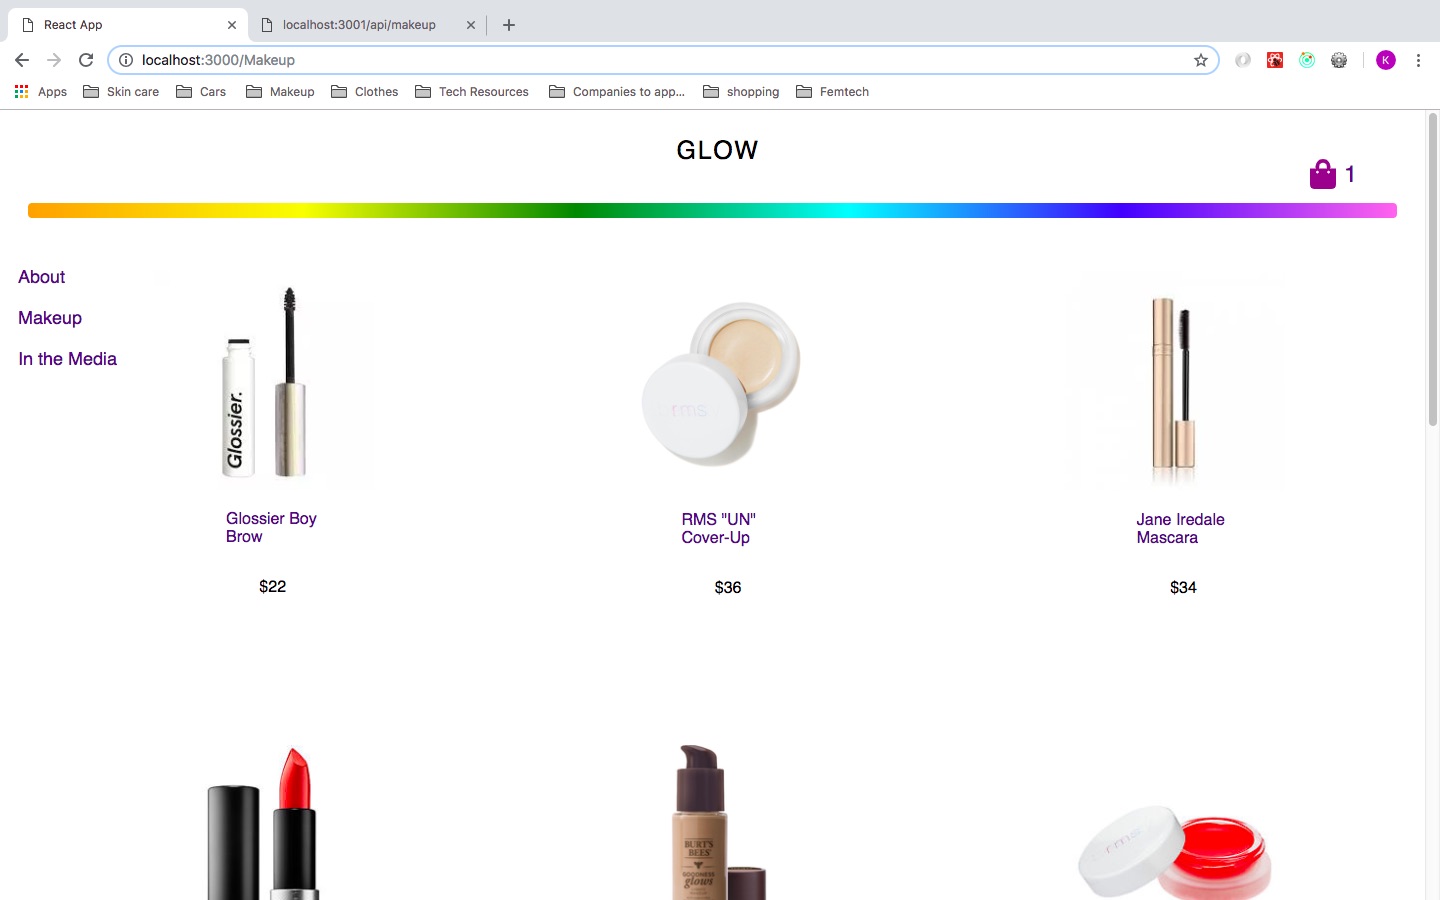 React App
localhost:3001/api/makeup
localhost:3000/Makeup
K
Apps
Skin care
Cars
Makeup
Clothes
Tech Resources
Companies to app...
shopping
Femtech
GLOW
1
About
Makeup
In the Media
Glossier.
rms
Glossier Boy
Brow
RMS "UN"
Cover-Up
Jane Iredale
Mascara
$22
$36
$34
BURT'S
BEES
GOODNESS
glows
rms